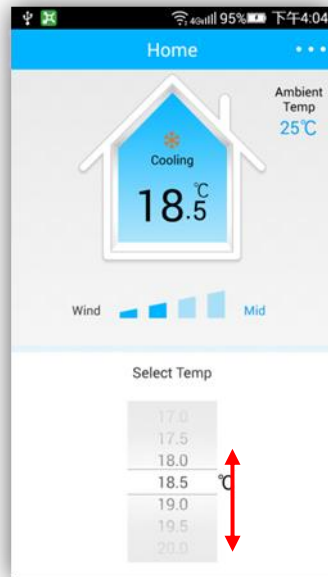 4G 95% 下午4:04
Home
Ambient
Temp
25℃
Cooling
18.5℃
Wind Mid
Select Temp
17.0
17.5
18.0
18.5 ℃
19.0
19.5
20.0